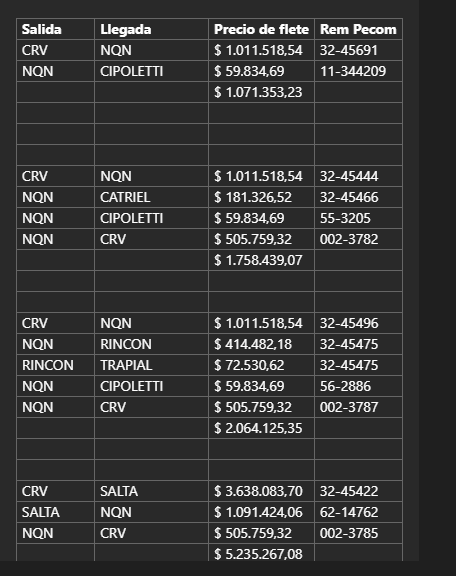 Salida Llegada Precio de flete Rem Pecom
CRV NQN $ 1.011.518,54 32-45691
NQN CIPOLETTI $ 59.834,69 11-344209
$ 1.071.353,23
CRV NQN $ 1.011.518,54 32-45444
NQN CATRIEL $ 181.326,52 32-45466
NQN CIPOLETTI $ 59.834,69 55-3205
NQN CRV $ 505.759,32 002-3782
$ 1.758.439,07
CRV NQN $ 1.011.518,54 32-45496
NQN RINCON $ 414.482,18 32-45475
RINCON TRAPIAL $ 72.530,62 32-45475
NQN CIPOLETTI $ 59.834,69 56-2886
NQN CRV $ 505.759,32 002-3787
$ 2.064.125,35
CRV SALTA $ 3.638.083,70 32-45422
SALTA NQN $ 1.091.424,06 62-14762
NQN CRV $ 505.759,32 002-3785
$ 5.235.267,08